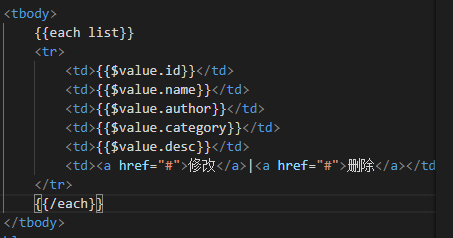 <tbody>
{{each list}}
<tr>
<td>{{$value.id}}</td>
<td>{{$value.name}}</td>
<td>{{$value.author}}</td>
<td>{{$value.category}}</td>
<td>{{$value.desc}}</td>
<td><a href="#">修改</a>|<a href="#">删除</a></td
</tr>
{{/each}}
</tbody>